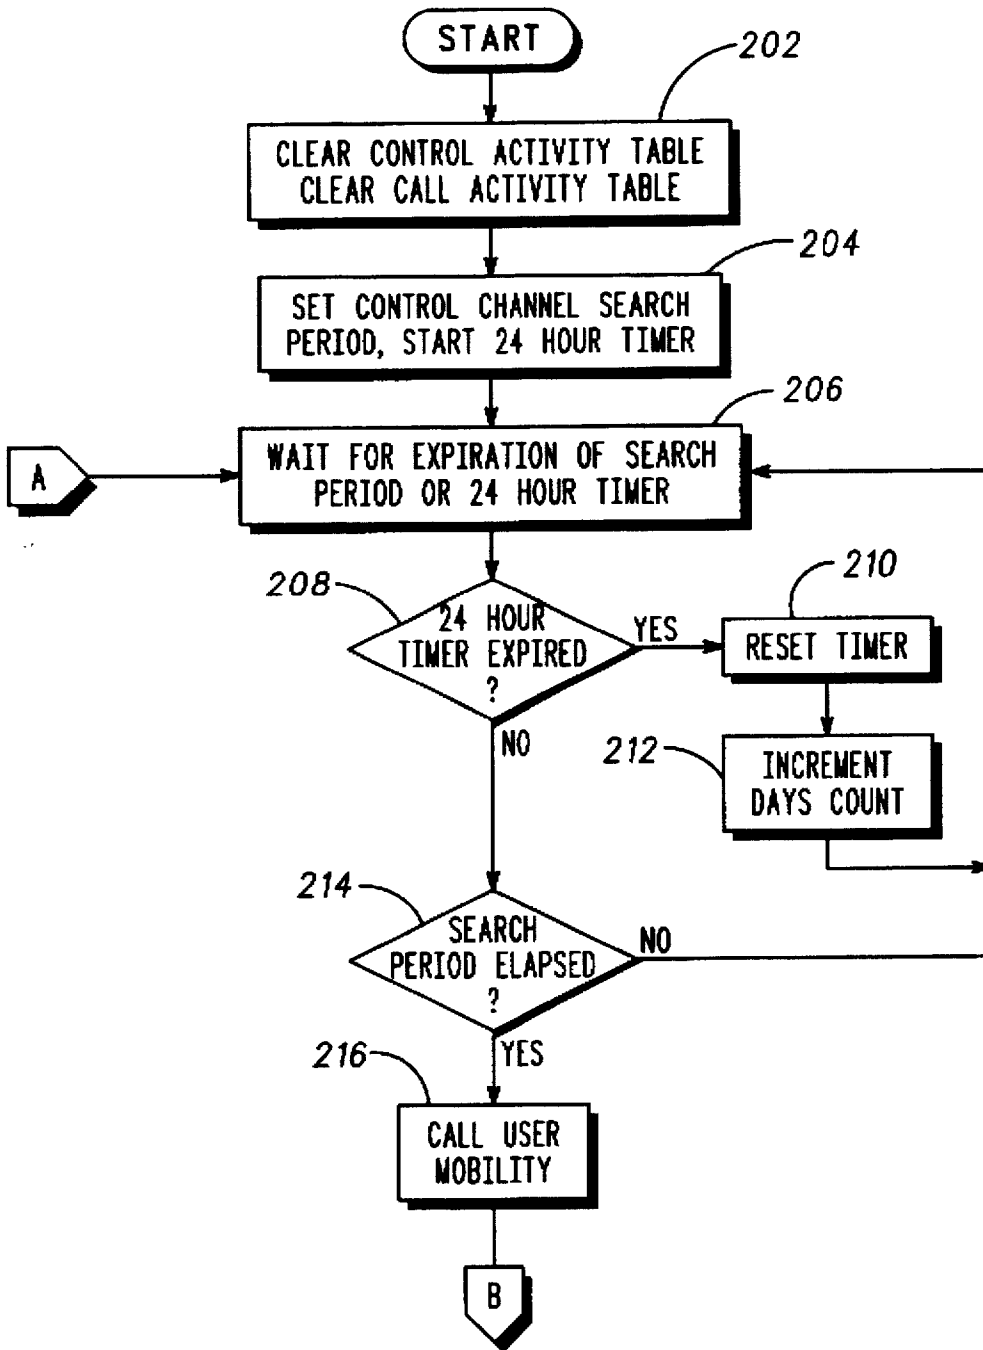 START
202
CLEAR CONTROL ACTIVITY TABLE
CLEAR CALL ACTIVITY TABLE
204
SET CONTROL CHANNEL SEARCH
PERIOD, START 24 HOUR TIMER
206
A
WAIT FOR EXPIRATION OF SEARCH
PERIOD OR 24 HOUR TIMER
208
24 HOUR
TIMER EXPIRED
?
YES
210
RESET TIMER
NO
212
INCREMENT
DAYS COUNT
214
SEARCH
PERIOD ELAPSED
?
NO
YES
216
CALL USER
MOBILITY
B